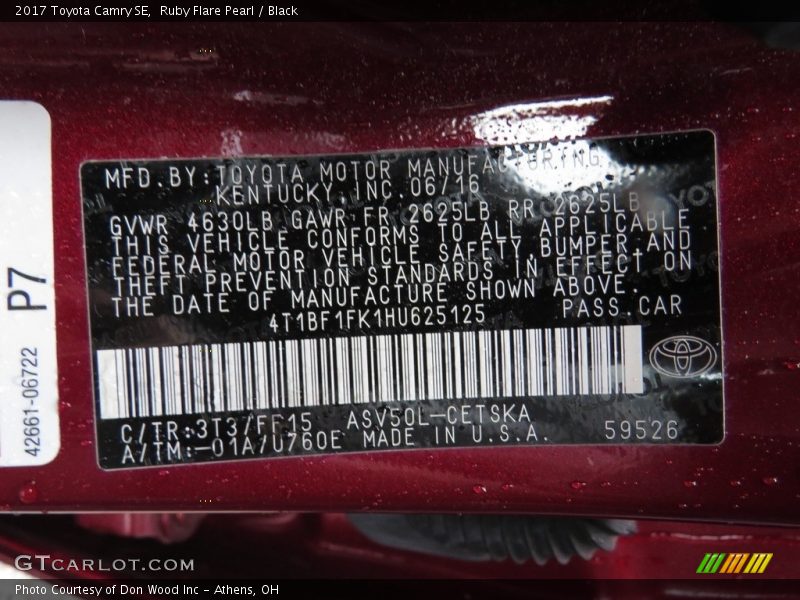 2017 Toyota Camry SE, Ruby Flare Pearl / Black
MFD.BY:TOYOTA MOTOR MANUFACTURING
KENTUCKY,INC.06/16
GVWR 4630LB GAWR FR 2625LB RR 2625LB
THIS VEHICLE CONFORMS TO ALL APPLICABLE
FEDERAL MOTOR VEHICLE SAFETY,BUMPER,AND
THEFT PREVENTION STANDARDS IN EFFECT ON
THE DATE OF MANUFACTURE SHOWN ABOVE.
4T1BF1FK1HU625125 PASS.CAR
C/TR:3T3/FF15 ASV50L-CETSKA
A/TM:-01A/U760E MADE IN U.S.A. 59526
P7
42661-06722
GTCARLOT.COM
Photo Courtesy of Don Wood Inc - Athens, OH